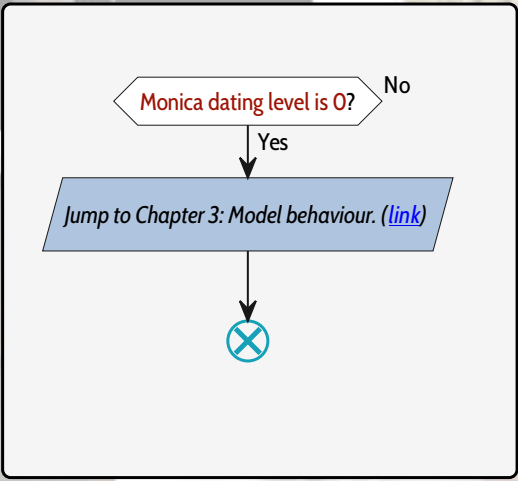 Monica dating level is 0?
No
Yes
Jump to Chapter 3: Model behaviour. (link)